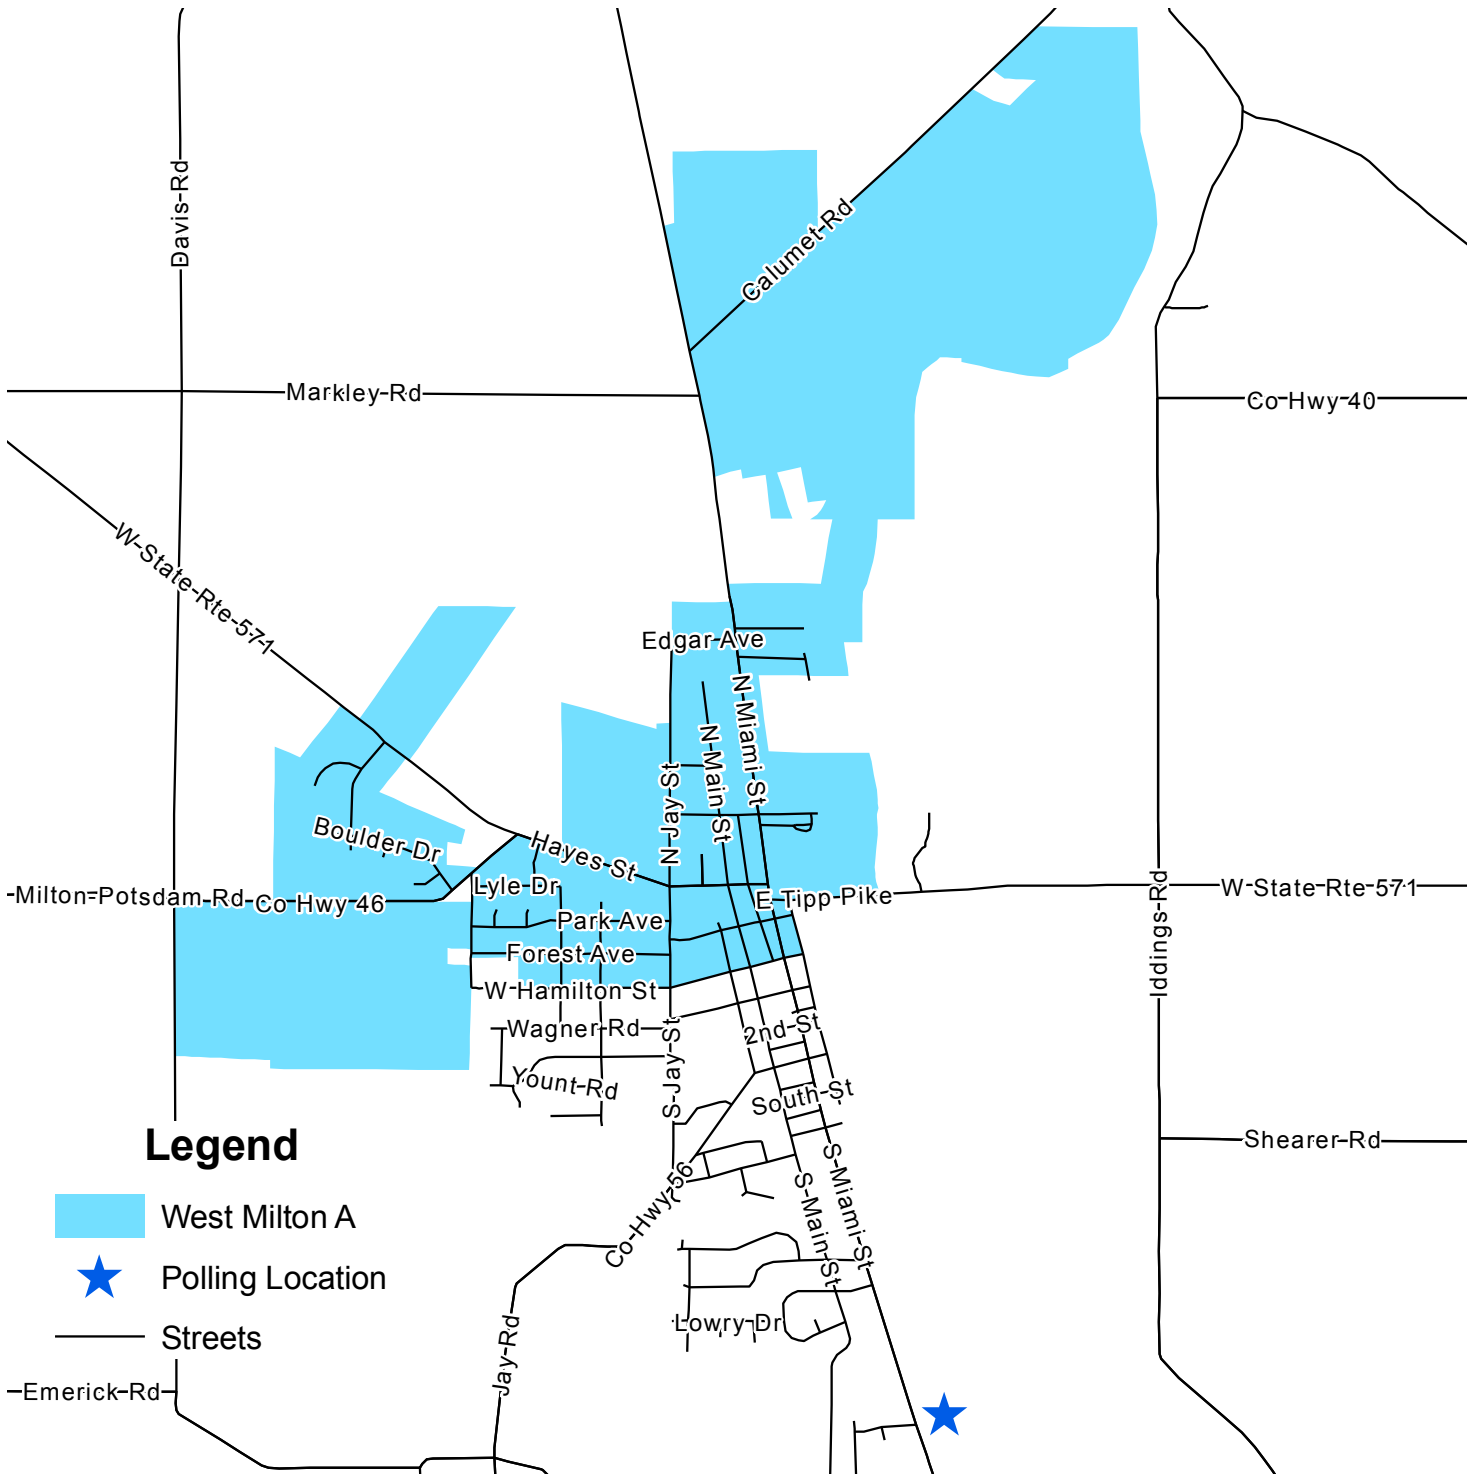 Davis Rd
Calumet Rd
Markley Rd
Co Hwy 40
W State Rte 571
Edgar Ave
N Miami St
N Main St
N Jay St
Boulder Dr
Hayes St
Lyle Dr
Milton-Potsdam Rd
Co Hwy 46
E Tipp Pike
W State Rte 571
Iddings Rd
Park Ave
Forest Ave
W Hamilton St
Wagner Rd
2nd St
S Jay St
Yount Rd
South St
Shearer Rd
S Miami St
S Main St
Co Hwy 56
Lowry Dr
Jay Rd
Emerick Rd
Legend
West Milton A
Polling Location
Streets